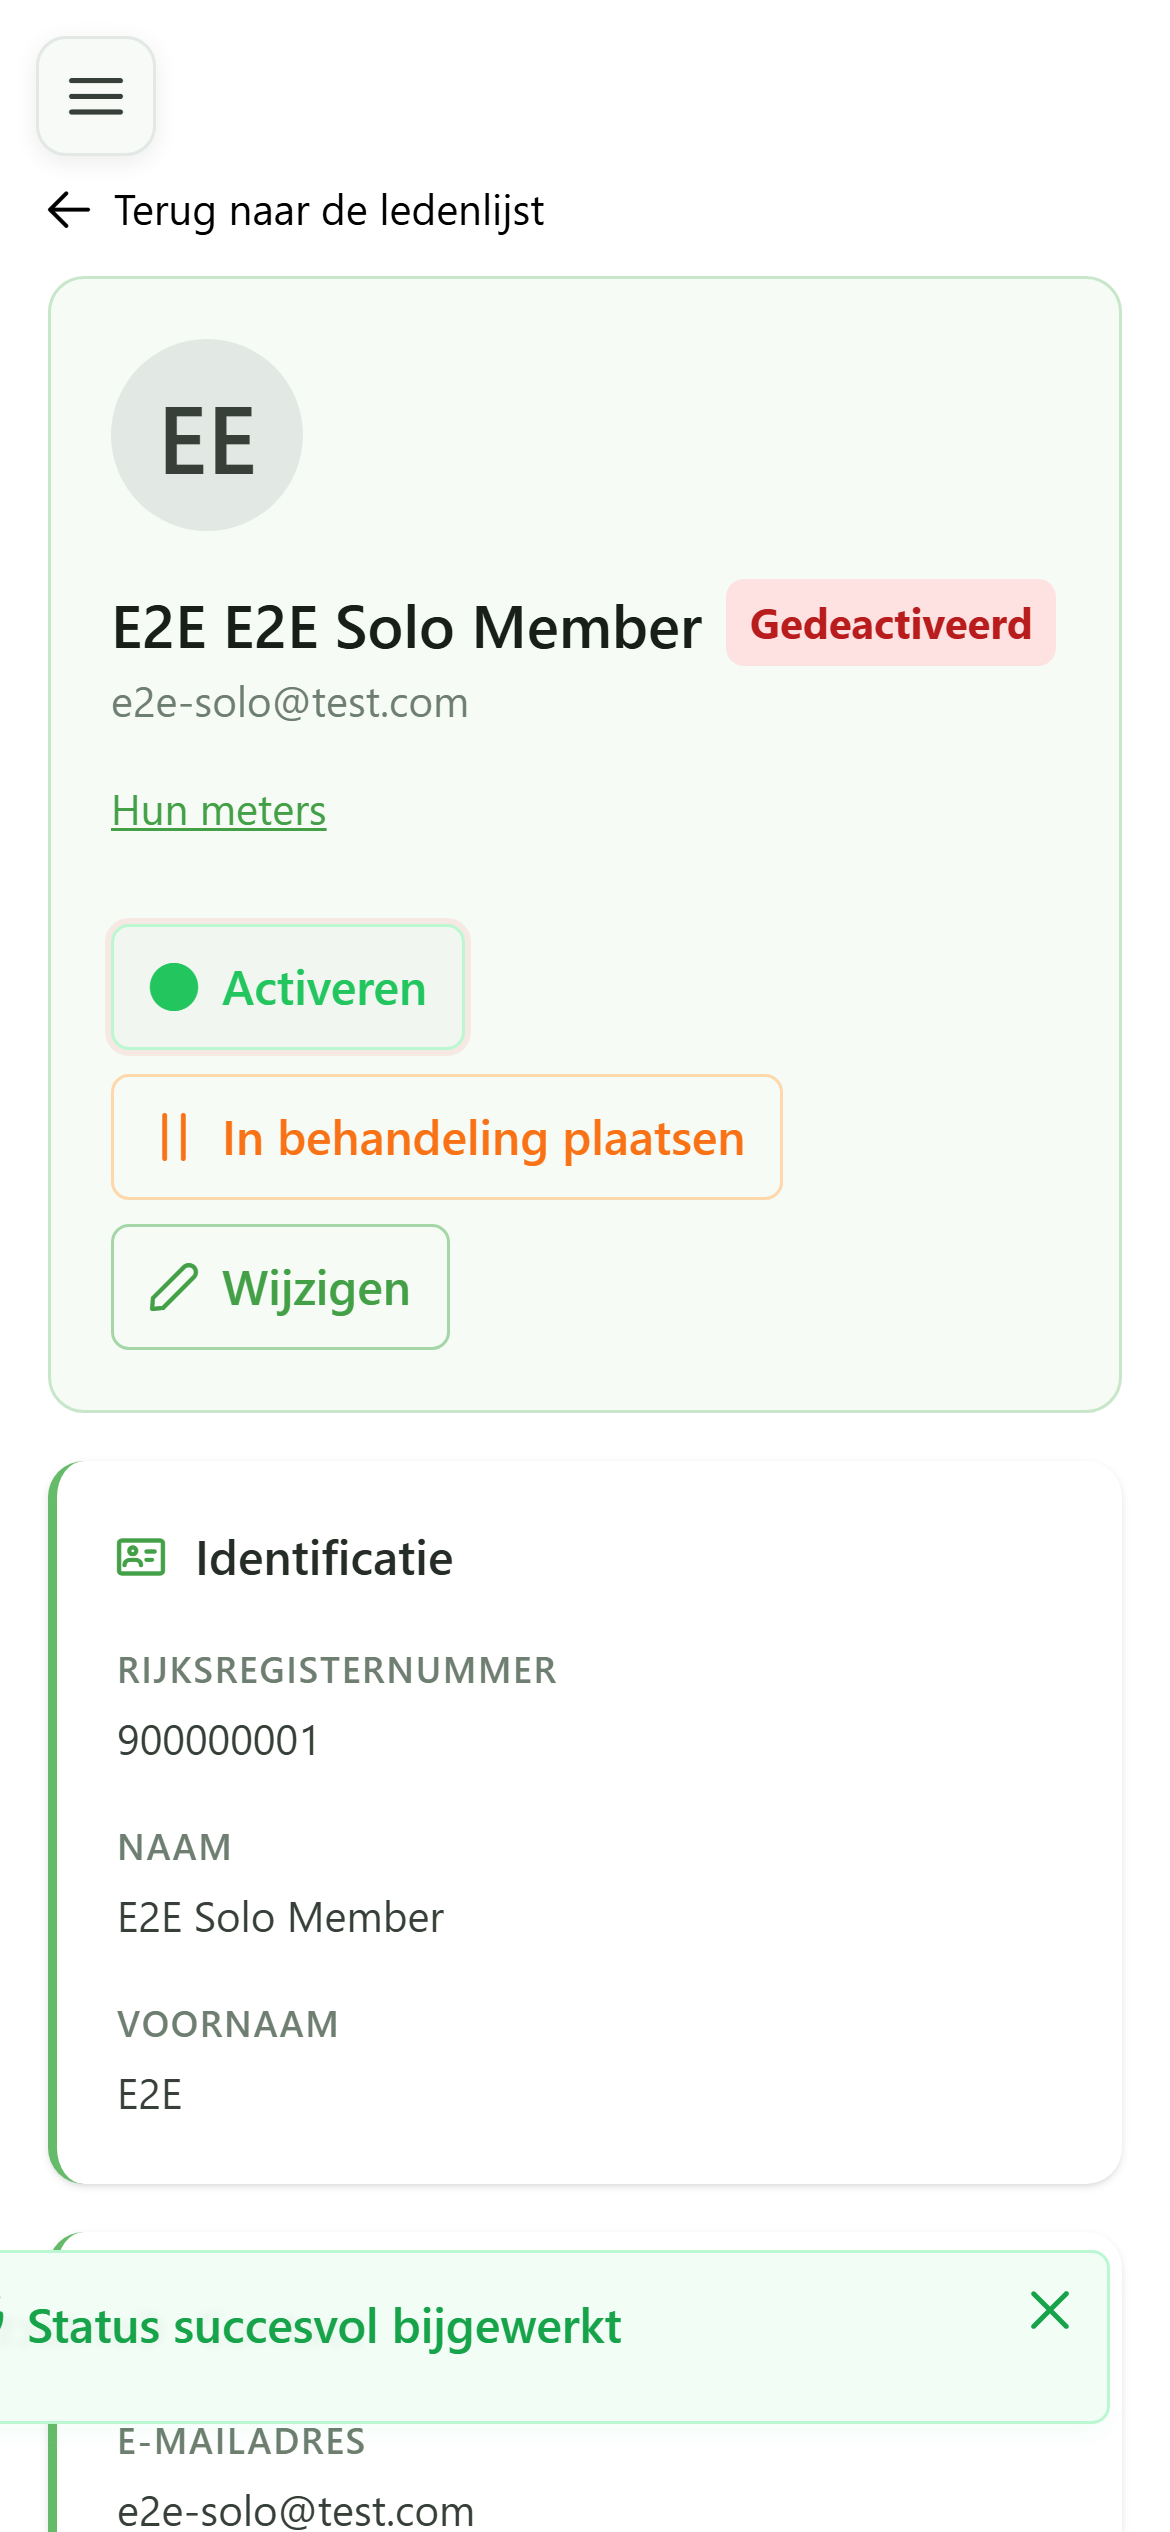 Terug naar de ledenlijst
EE
E2E E2E Solo Member Gedeactiveerd
e2e-solo@test.com
Hun meters
Activeren
In behandeling plaatsen
Wijzigen
Identificatie
RIJKSREGISTERNUMMER
900000001
NAAM
E2E Solo Member
VOORNAAM
E2E
Status succesvol bijgewerkt
E-MAILADRES
e2e-solo@test.com